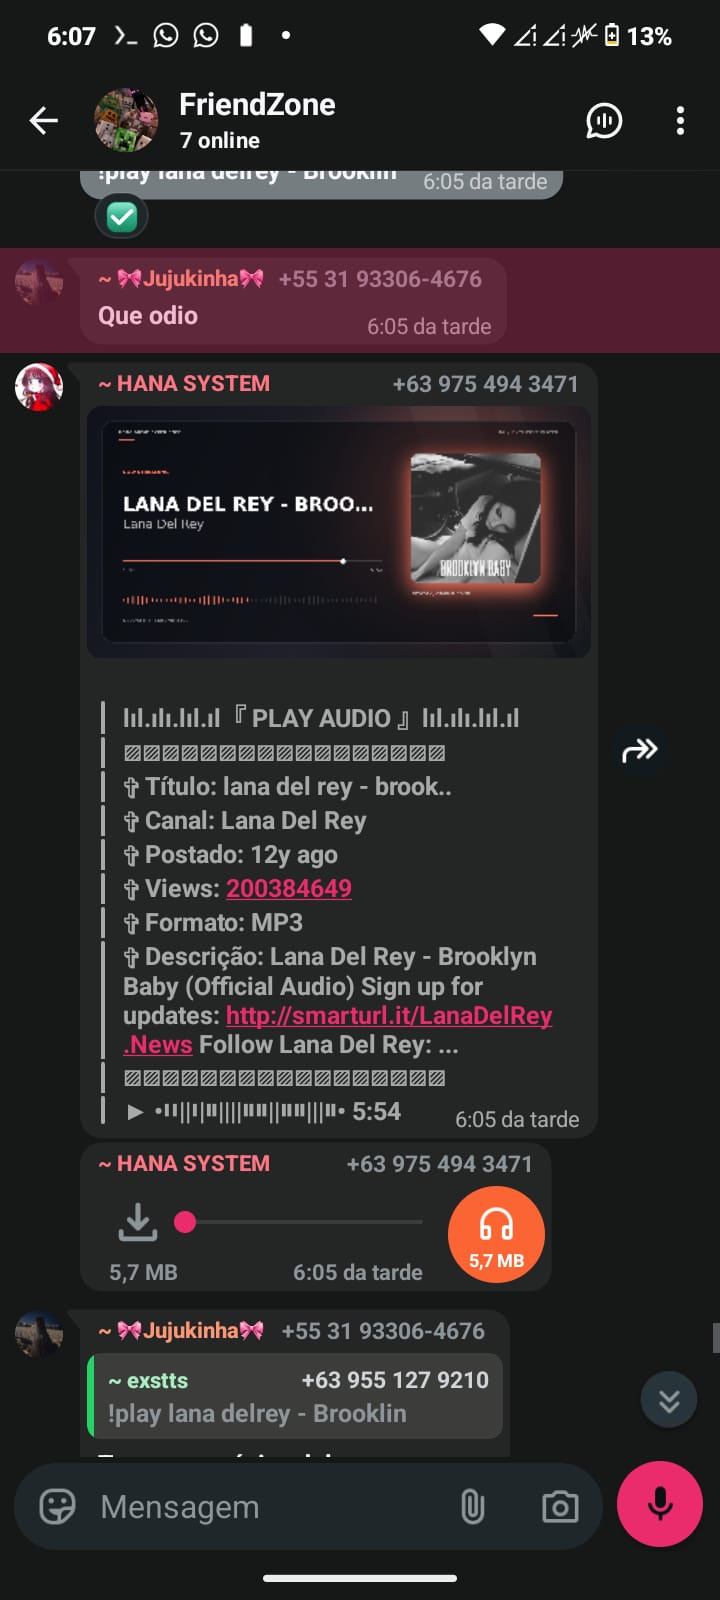 6:07
13%
FriendZone
7 online
!play lana delrey - Brooklin 6:05 da tarde
~ 🎀Jujukinha🎀 +55 31 93306-4676
Que odio
6:05 da tarde
~ HANA SYSTEM +63 975 494 3471
LANA DEL REY - BROO...
Lana Del Rey
BROOKLYN BABY
lıl.ılı.lıl.ıl『 PLAY AUDIO 』lıl.ılı.lıl.ıl
▨▨▨▨▨▨▨▨▨▨▨▨▨▨▨▨▨
✞ Título: lana del rey - brook..
✞ Canal: Lana Del Rey
✞ Postado: 12y ago
✞ Views: 200384649
✞ Formato: MP3
✞ Descrição: Lana Del Rey - Brooklyn
Baby (Official Audio) Sign up for
updates: http://smarturl.it/LanaDelRey
.News Follow Lana Del Rey: ...
▨▨▨▨▨▨▨▨▨▨▨▨▨▨▨▨▨
5:54
6:05 da tarde
~ HANA SYSTEM +63 975 494 3471
5,7 MB
5,7 MB 6:05 da tarde
~ 🎀Jujukinha🎀 +55 31 93306-4676
~ exstts +63 955 127 9210
!play lana delrey - Brooklin
Mensagem